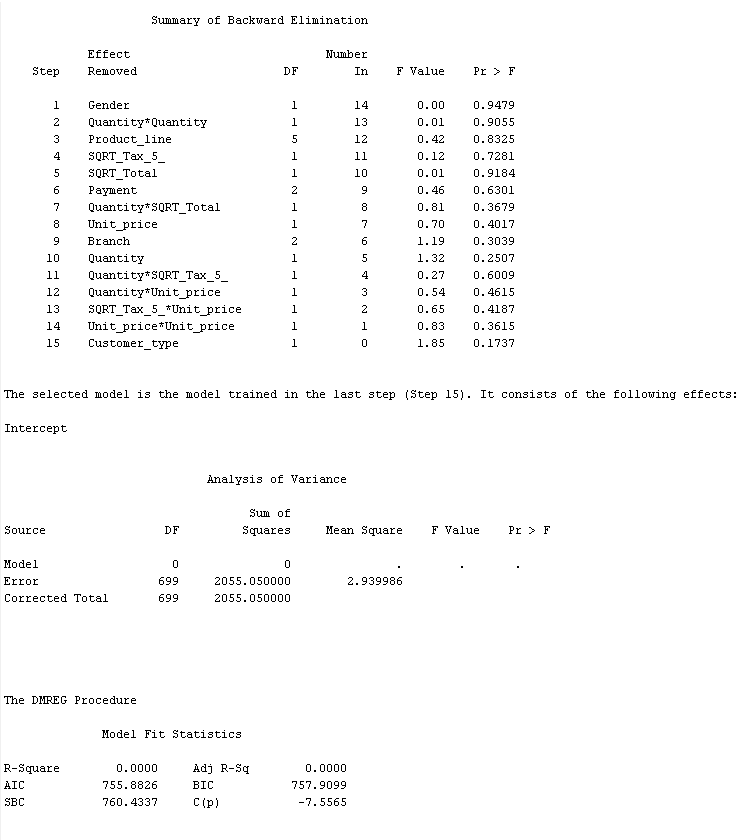 Summary of Backward Elimination
Effect Number
Step Removed DF In F Value Pr > F
1 Gender 1 14 0.00 0.9479
2 Quantity*Quantity 1 13 0.01 0.9055
3 Product_line 5 12 0.42 0.8325
4 SQRT_Tax_5_ 1 11 0.12 0.7281
5 SQRT_Total 1 10 0.01 0.9184
6 Payment 2 9 0.46 0.6301
7 Quantity*SQRT_Total 1 8 0.81 0.3679
8 Unit_price 1 7 0.70 0.4017
9 Branch 2 6 1.19 0.3039
10 Quantity 1 5 1.32 0.2507
11 Quantity*SQRT_Tax_5_ 1 4 0.27 0.6009
12 Quantity*Unit_price 1 3 0.54 0.4615
13 SQRT_Tax_5_*Unit_price 1 2 0.65 0.4187
14 Unit_price*Unit_price 1 1 0.83 0.3615
15 Customer_type 1 0 1.85 0.1737
The selected model is the model trained in the last step (Step 15). It consists of the following effects:
Intercept
Analysis of Variance
Sum of
Source DF Squares Mean Square F Value Pr > F
Model 0 0 . . .
Error 699 2055.050000 2.939986
Corrected Total 699 2055.050000
The DMREG Procedure
Model Fit Statistics
R-Square 0.0000 Adj R-Sq 0.0000
AIC 755.8826 BIC 757.9099
SBC 760.4337 C(p) -7.5565